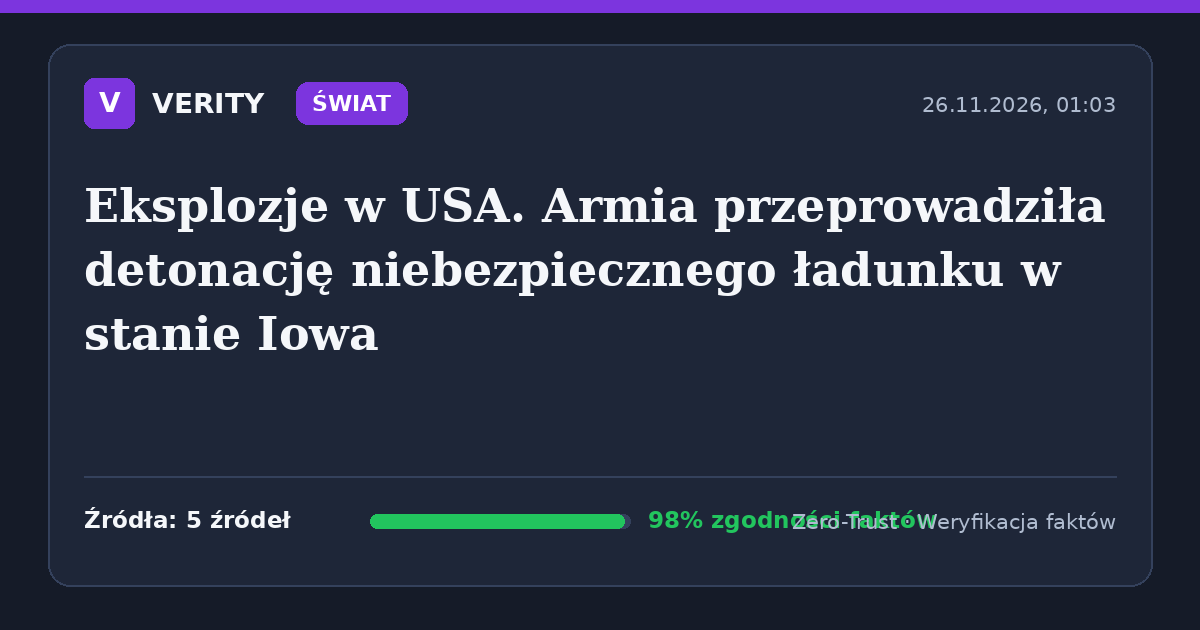 V VERITY ŚWIAT 26.11.2026, 01:03
Eksplozje w USA. Armia przeprowadziła
detonację niebezpiecznego ładunku w
stanie Iowa
Źródła: 5 źródeł 98% zgodności faktów Zero-Trust · Weryfikacja faktów